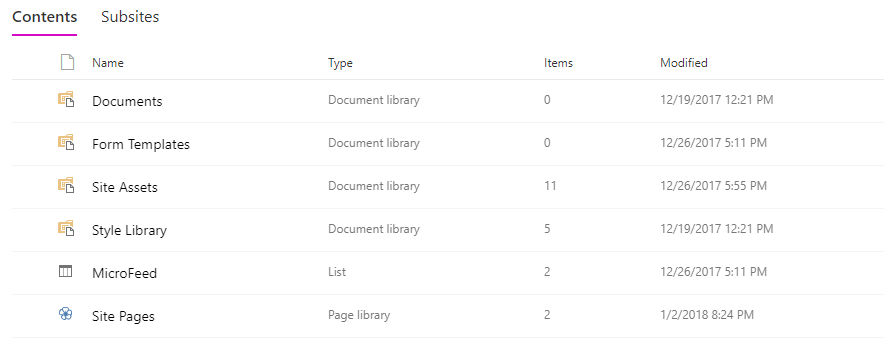 Contents Subsites
Name Type Items Modified
Documents Document library 0 12/19/2017 12:21 PM
Form Templates Document library 0 12/26/2017 5:11 PM
Site Assets Document library 11 12/26/2017 5:55 PM
Style Library Document library 5 12/19/2017 12:21 PM
MicroFeed List 2 12/26/2017 5:11 PM
Site Pages Page library 2 1/2/2018 8:24 PM